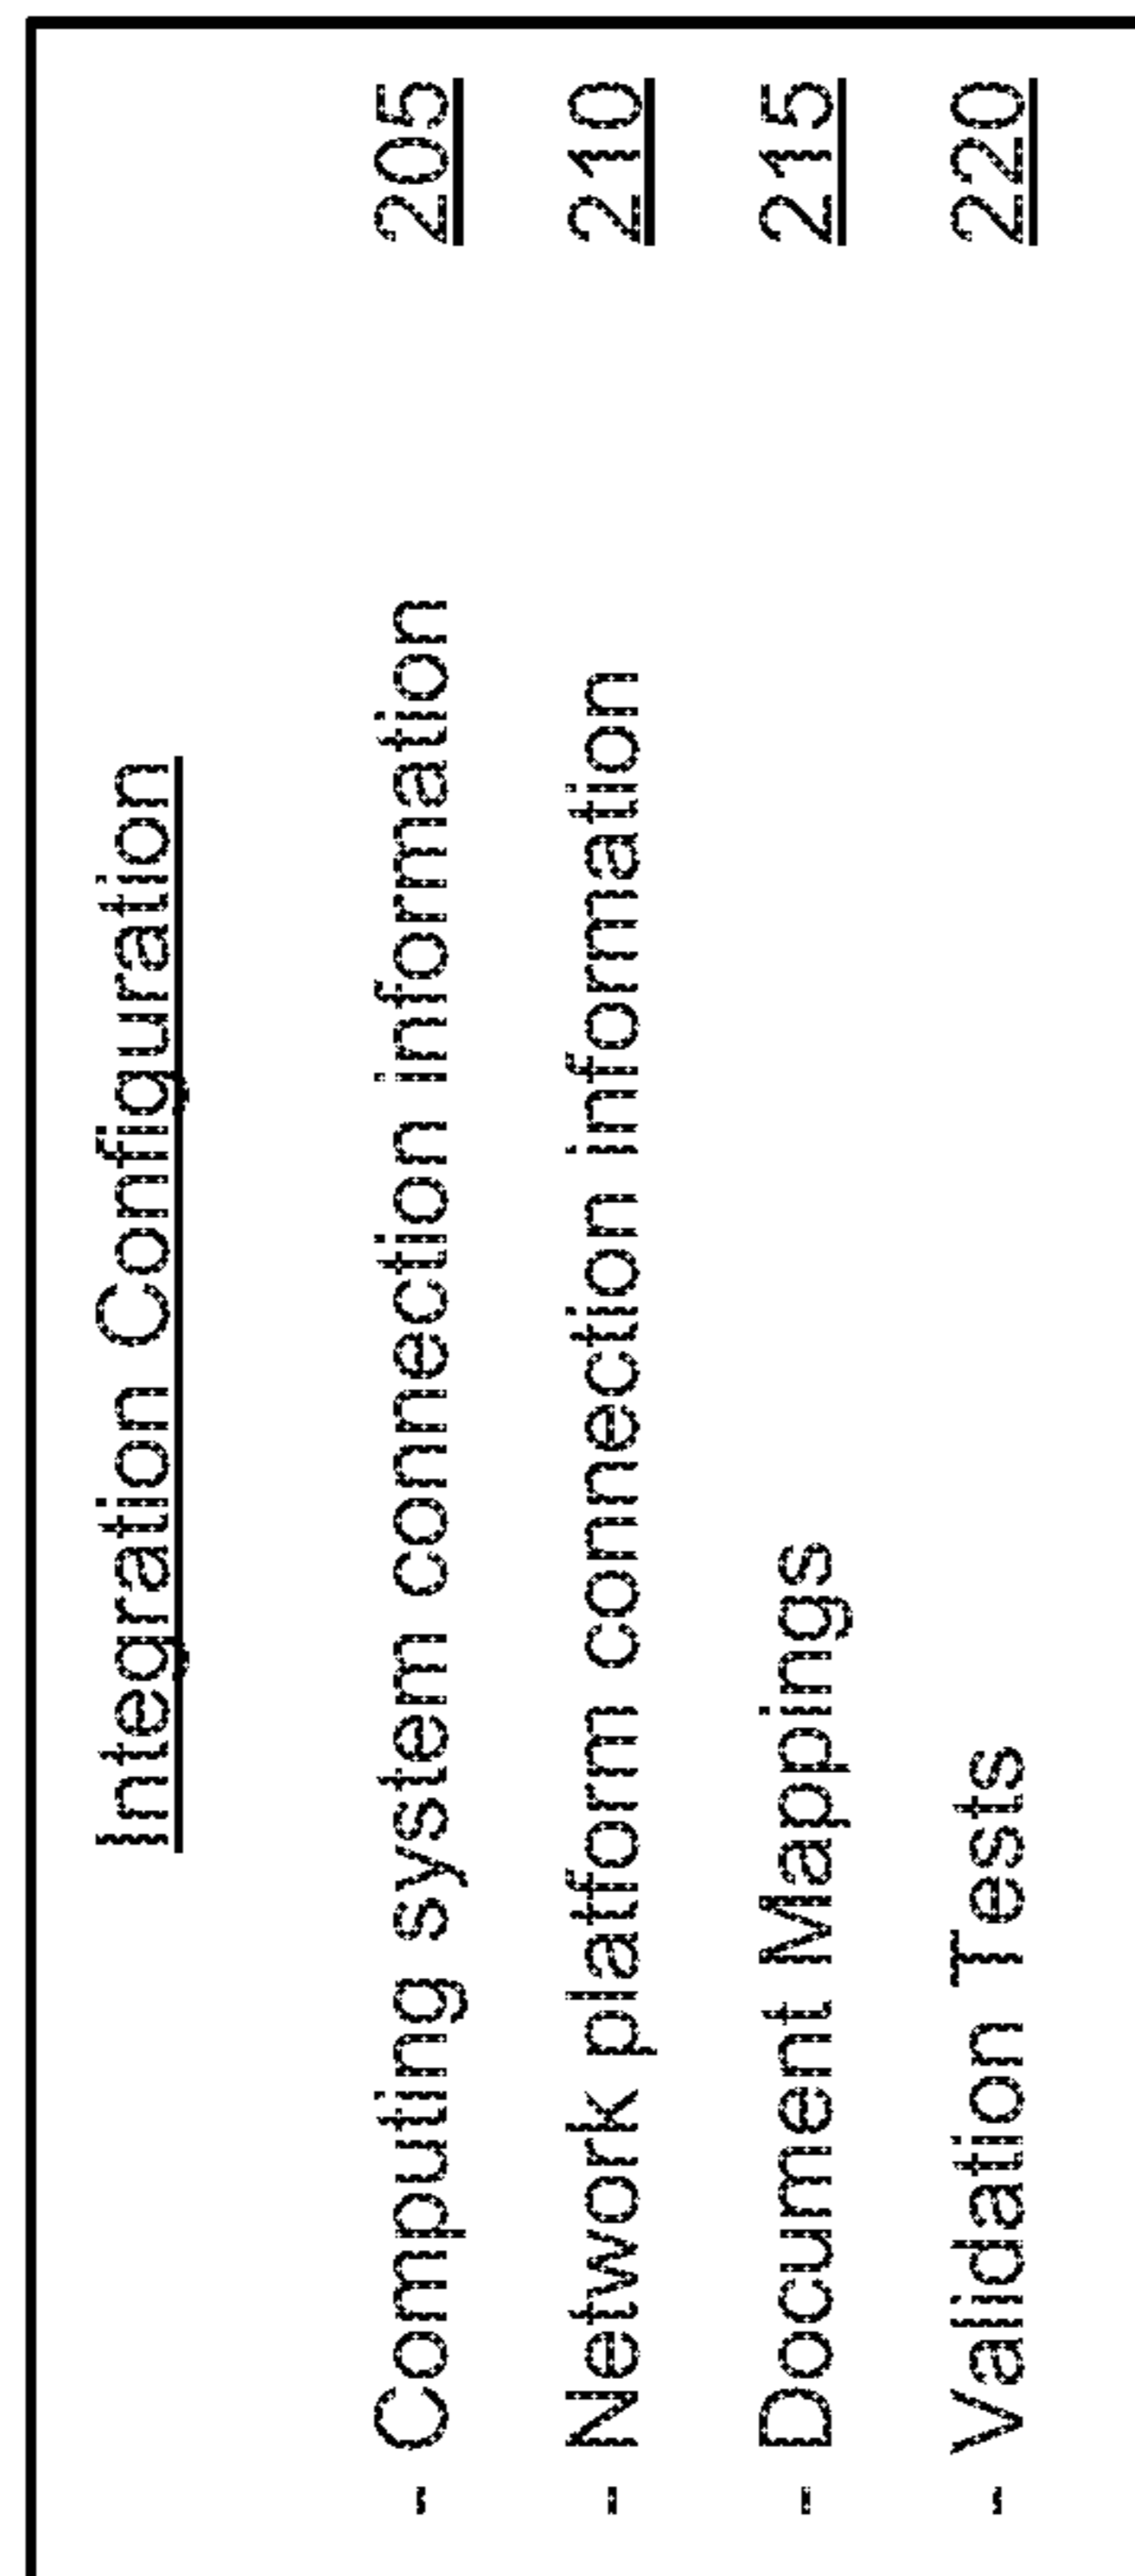 Integration Configuration
- Computing system connection information 205
- Network platform connection information 210
- Document Mappings 215
- Validation Tests 220